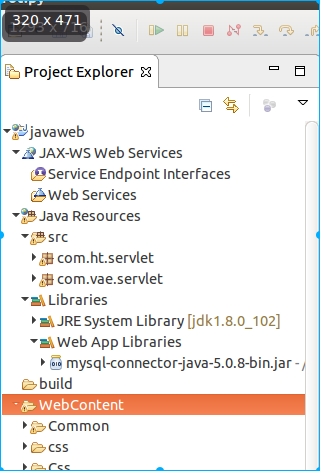 320 x 471
Project Explorer
javaweb
JAX-WS Web Services
Service Endpoint Interfaces
Web Services
Java Resources
src
com.ht.servlet
com.vae.servlet
Libraries
JRE System Library [jdk1.8.0_102]
Web App Libraries
mysql-connector-java-5.0.8-bin.jar - /
build
WebContent
Common
css
Css